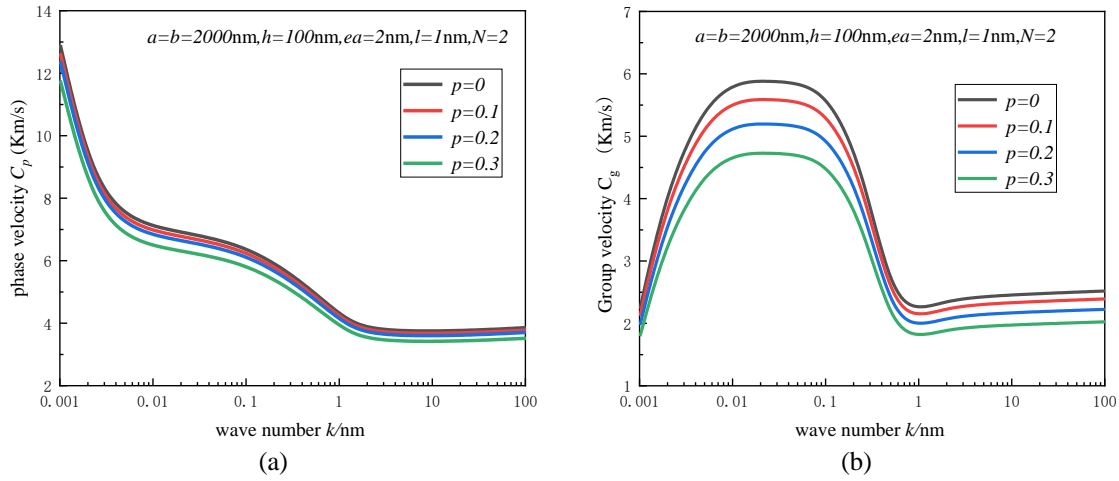 14
12
10
8
6
4
2
0.001
0.01
0.1
1
10
100
phase velocity Cp (Km/s)
wave number k/nm
a=b=2000nm,h=100nm,ea=2nm,l=1nm,N=2
p=0
p=0.1
p=0.2
p=0.3
(a)
7
6
5
4
3
2
1
0.001
0.01
0.1
1
10
100
Group velocity Cg (Km/s)
wave number k/nm
a=b=2000nm,h=100nm,ea=2nm,l=1nm,N=2
p=0
p=0.1
p=0.2
p=0.3
(b)